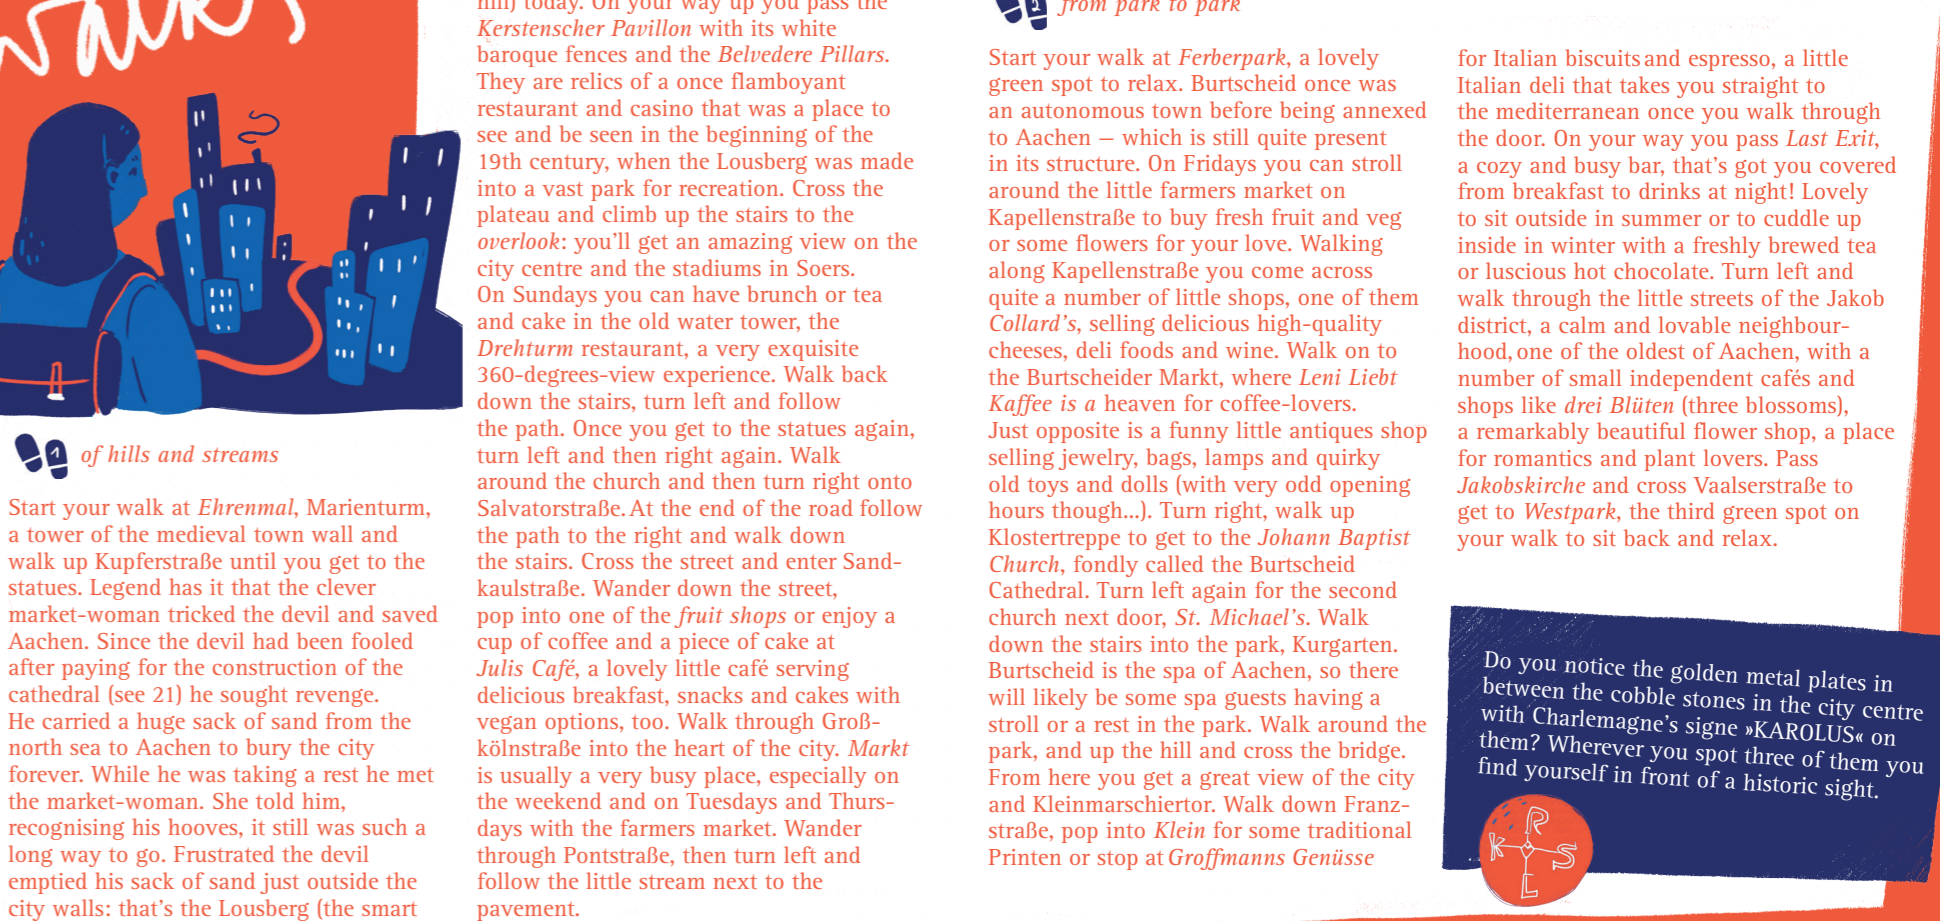 walks
of hills and streams
Start your walk at Ehrenmal, Marienturm,
a tower of the medieval town wall and
walk up Kupferstraße until you get to the
statues. Legend has it that the clever
market-woman tricked the devil and saved
Aachen. Since the devil had been fooled
after paying for the construction of the
cathedral (see 21) he sought revenge.
He carried a huge sack of sand from the
north sea to Aachen to bury the city
forever. While he was taking a rest he met
the market-woman. She told him,
recognising his hooves, it still was such a
long way to go. Frustrated the devil
emptied his sack of sand just outside the
city walls: that's the Lousberg (the smart
hill) today. On your way up you pass the
Kerstenscher Pavillon with its white
baroque fences and the Belvedere Pillars.
They are relics of a once flamboyant
restaurant and casino that was a place to
see and be seen in the beginning of the
19th century, when the Lousberg was made
into a vast park for recreation. Cross the
plateau and climb up the stairs to the
overlook: you'll get an amazing view on the
city centre and the stadiums in Soers.
On Sundays you can have brunch or tea
and cake in the old water tower, the
Drehturm restaurant, a very exquisite
360-degrees-view experience. Walk back
down the stairs, turn left and follow
the path. Once you get to the statues again,
turn left and then right again. Walk
around the church and then turn right onto
Salvatorstraße. At the end of the road follow
the path to the right and walk down
the stairs. Cross the street and enter Sand-
kaulstraße. Wander down the street,
pop into one of the fruit shops or enjoy a
cup of coffee and a piece of cake at
Julis Café, a lovely little café serving
delicious breakfast, snacks and cakes with
vegan options, too. Walk through Groß-
kölnstraße into the heart of the city. Markt
is usually a very busy place, especially on
the weekend and on Tuesdays and Thurs-
days with the farmers market. Wander
through Pontstraße, then turn left and
follow the little stream next to the
pavement.
2 from park to park
Start your walk at Ferberpark, a lovely
green spot to relax. Burtscheid once was
an autonomous town before being annexed
to Aachen – which is still quite present
in its structure. On Fridays you can stroll
around the little farmers market on
Kapellenstraße to buy fresh fruit and veg
or some flowers for your love. Walking
along Kapellenstraße you come across
quite a number of little shops, one of them
Collard's, selling delicious high-quality
cheeses, deli foods and wine. Walk on to
the Burtscheider Markt, where Leni Liebt
Kaffee is a heaven for coffee-lovers.
Just opposite is a funny little antiques shop
selling jewelry, bags, lamps and quirky
old toys and dolls (with very odd opening
hours though...). Turn right, walk up
Klostertreppe to get to the Johann Baptist
Church, fondly called the Burtscheid
Cathedral. Turn left again for the second
church next door, St. Michael's. Walk
down the stairs into the park, Kurgarten.
Burtscheid is the spa of Aachen, so there
will likely be some spa guests having a
stroll or a rest in the park. Walk around the
park, and up the hill and cross the bridge.
From here you get a great view of the city
and Kleinmarschiertor. Walk down Franz-
straße, pop into Klein for some traditional
Printen or stop at Groffmanns Genüsse
for Italian biscuits and espresso, a little
Italian deli that takes you straight to
the mediterranean once you walk through
the door. On your way you pass Last Exit,
a cozy and busy bar, that's got you covered
from breakfast to drinks at night! Lovely
to sit outside in summer or to cuddle up
inside in winter with a freshly brewed tea
or luscious hot chocolate. Turn left and
walk through the little streets of the Jakob
district, a calm and lovable neighbour-
hood, one of the oldest of Aachen, with a
number of small independent cafés and
shops like drei Blüten (three blossoms),
a remarkably beautiful flower shop, a place
for romantics and plant lovers. Pass
Jakobskirche and cross Vaalserstraße to
get to Westpark, the third green spot on
your walk to sit back and relax.
Do you notice the golden metal plates in
between the cobble stones in the city centre
with Charlemagne's signe »KAROLUS« on
them? Wherever you spot three of them you
find yourself in front of a historic sight.
K R S L